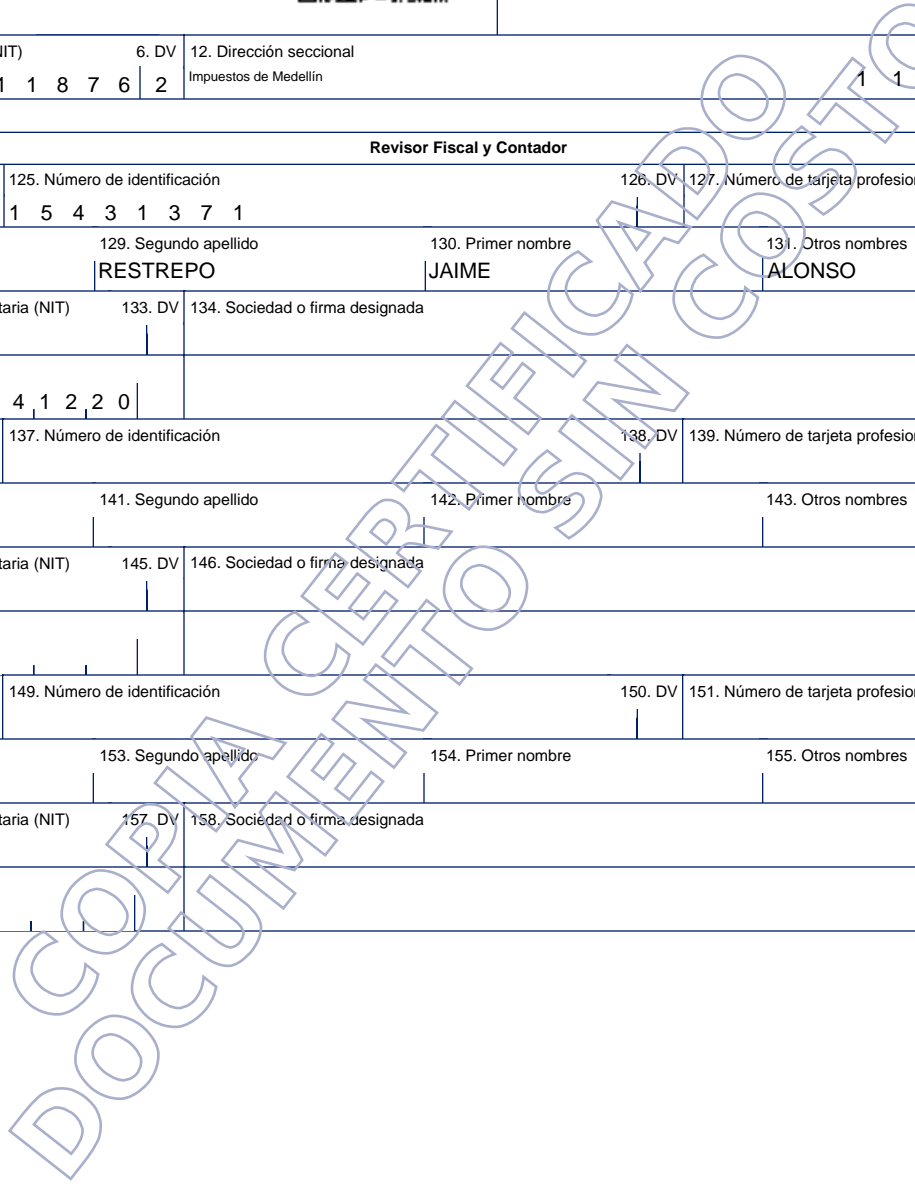 IT) 6. DV 12. Dirección seccional
1 1 8 7 6 2 Impuestos de Medellín 1 1
Revisor Fiscal y Contador
125. Número de identificación 126. DV 127. Número de tarjeta profesion
1 5 4 3 1 3 7 1
129. Segundo apellido 130. Primer nombre 131. Otros nombres
RESTREPO JAIME ALONSO
taria (NIT) 133. DV 134. Sociedad o firma designada
4 1 2 2 0
137. Número de identificación 138. DV 139. Número de tarjeta profesion
141. Segundo apellido 142. Primer nombre 143. Otros nombres
taria (NIT) 145. DV 146. Sociedad o firma designada
149. Número de identificación 150. DV 151. Número de tarjeta profesion
153. Segundo apellido 154. Primer nombre 155. Otros nombres
taria (NIT) 157. DV 158. Sociedad o firma designada
COPIA CERTIFICADO
DOCUMENTO SIN COSTO